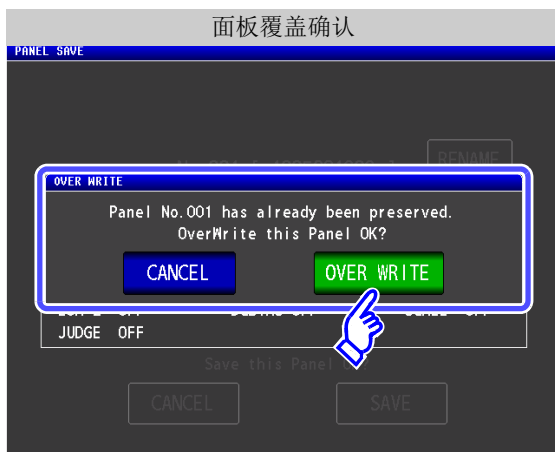 面板覆盖确认
PANEL SAVE
RENAME
OVER WRITE
Panel No.001 has already been preserved.
OverWrite this Panel OK?
CANCEL OVER WRITE
JUDGE OFF
Save this Panel
CANCEL SAVE